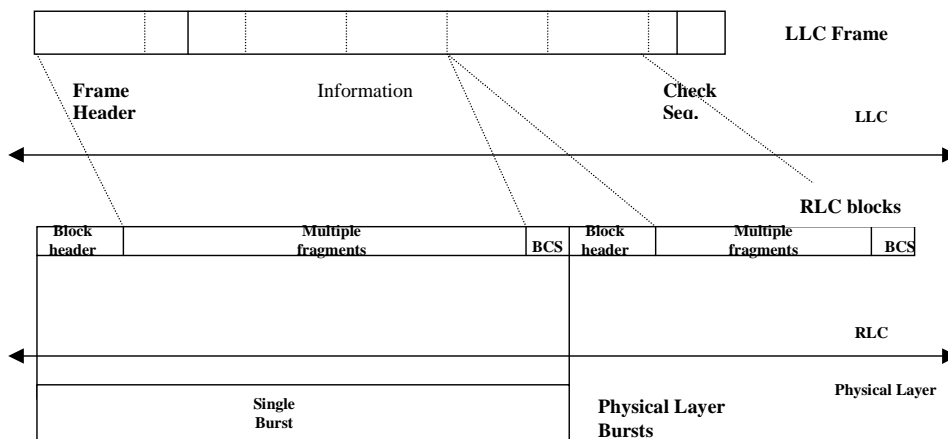 LLC Frame
Frame
Header
Information
Check
Seq.
LLC
RLC blocks
Block
header
Multiple
fragments
BCS
Block
header
Multiple
fragments
BCS
RLC
Physical Layer
Single
Burst
Physical Layer
Bursts